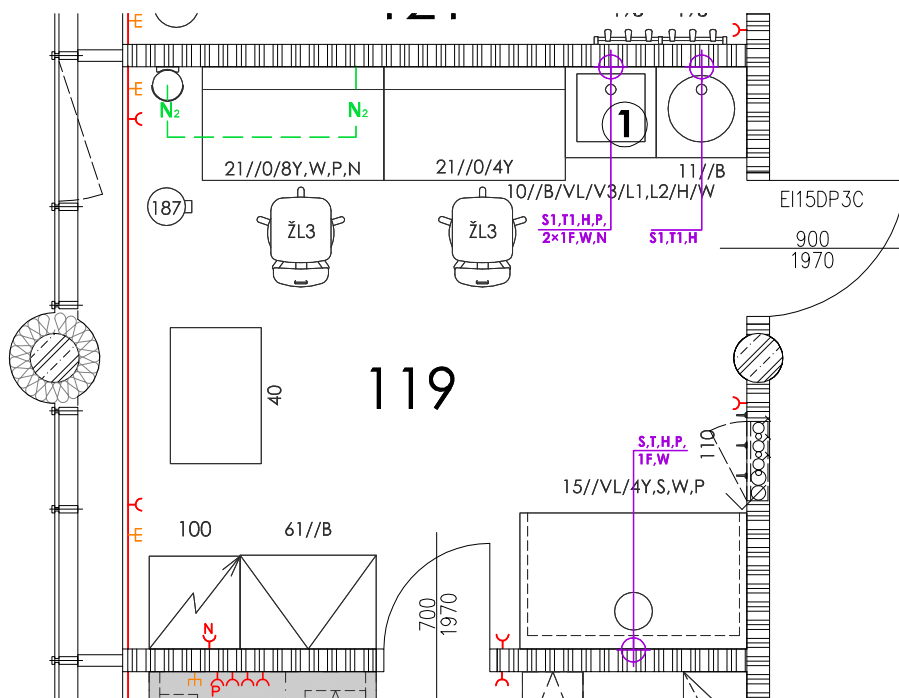 N₂
N₂
1
21//0/8Y,W,P,N
21//0/4Y
11//B
10//B/VL/V3/L1,L2/H/W
EI15DP3C
187
ŽL3
ŽL3
S1,T1,H,P,
2×1F,W,N
S1,T1,H
900
1970
119
40
S,T,H,P,
1F,W
110
15//VL/4Y,S,W,P
100
61//B
700
1970
N
P